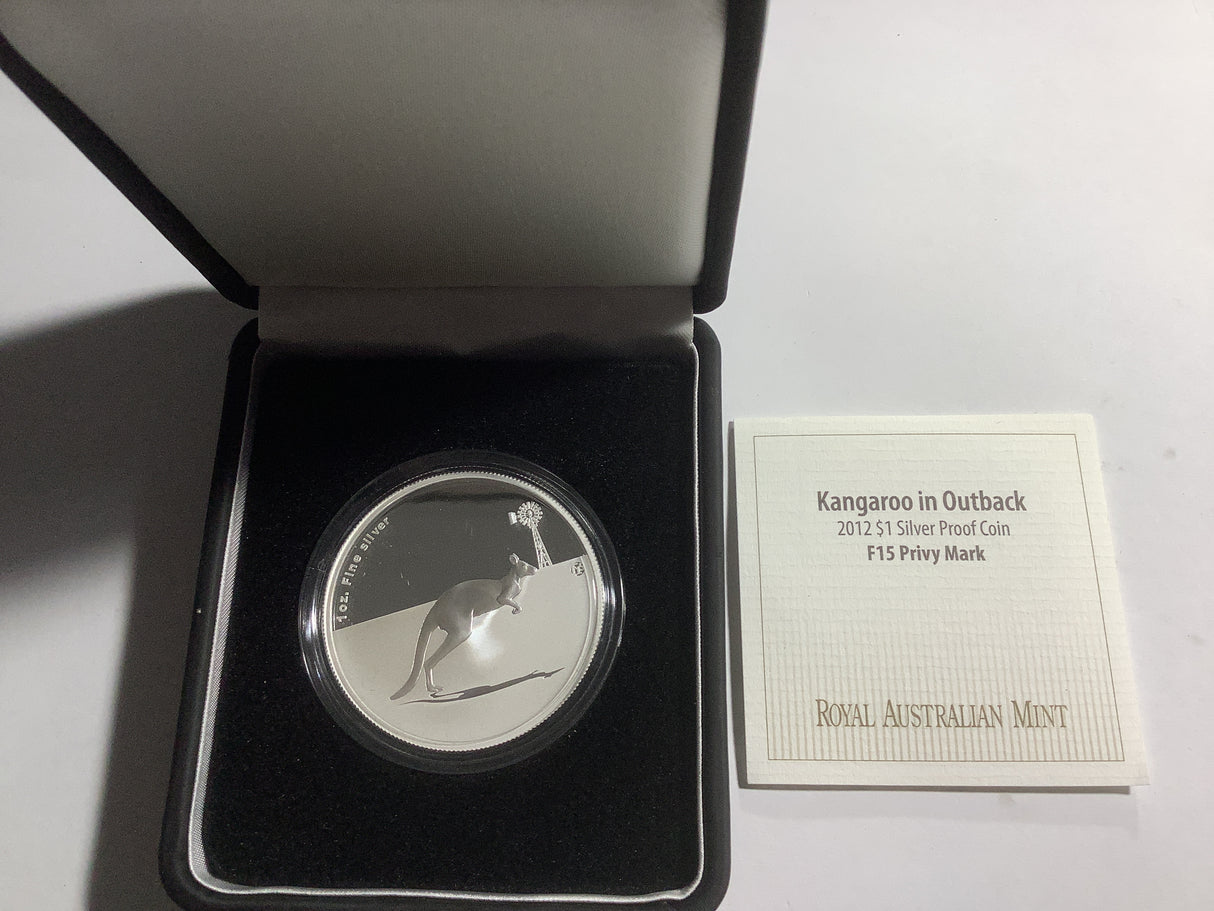 1oz. Fine silver
Kangaroo in Outback
2012 $1 Silver Proof Coin
F15 Privy Mark
ROYAL AUSTRALIAN MINT